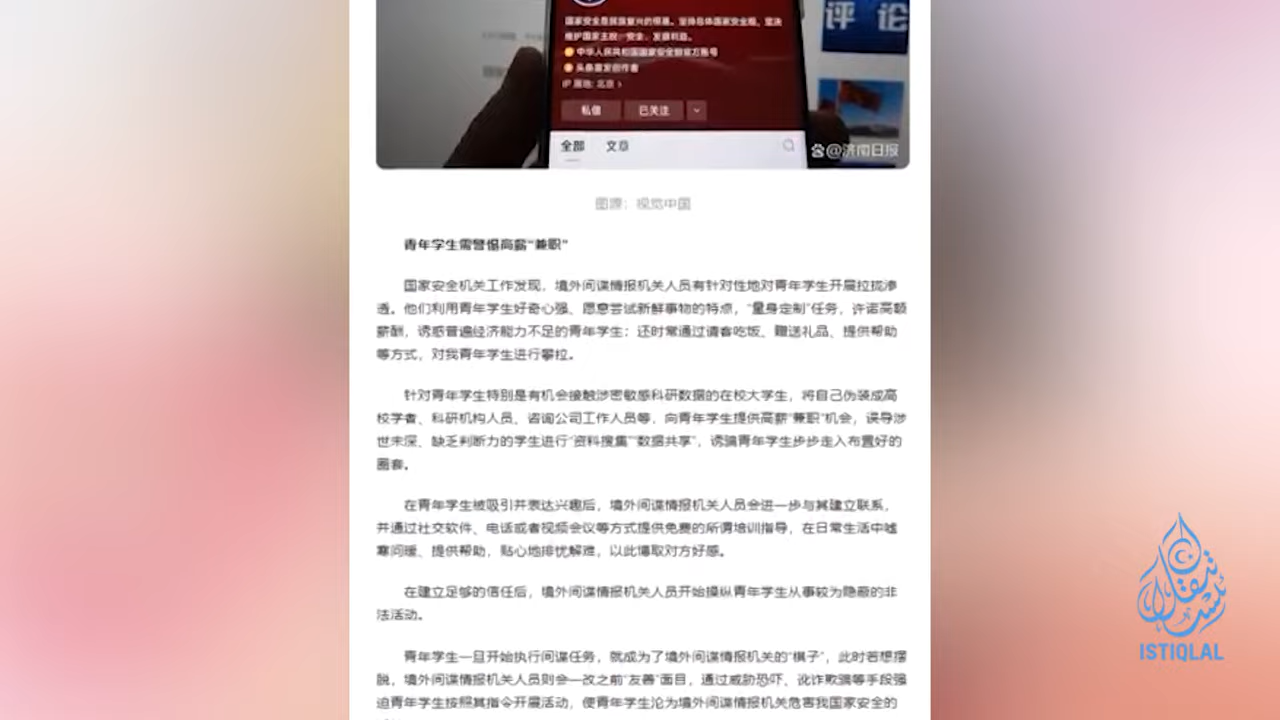 国家安全是民族复兴的根基。坚持总体国家安全观，坚决
维护国家主权、安全、发展利益。
中华人民共和国国家安全部官方账号
头条首发创作者
IP 属地：北京 >
私信 已关注
全部 文章
评论
@济南日报
图源：视觉中国
青年学生需警惕高薪“兼职”
国家安全机关工作发现，境外间谍情报机关人员有针对性地对青年学生开展拉拢渗
透。他们利用青年学生好奇心强、愿意尝试新鲜事物的特点，“量身定制”任务，许诺高额
薪酬，诱惑普遍经济能力不足的青年学生；还时常通过请客吃饭、赠送礼品、提供帮助
等方式，对我青年学生进行攀拉。
针对青年学生特别是有机会接触涉密敏感科研数据的在校大学生，将自己伪装成高
校学者、科研机构人员、咨询公司工作人员等，向青年学生提供高薪“兼职”机会，误导涉
世未深、缺乏判断力的学生进行“资料搜集”“数据共享”，诱骗青年学生步步走入布置好的
圈套。
在青年学生被吸引并表达兴趣后，境外间谍情报机关人员会进一步与其建立联系，
并通过社交软件、电话或者视频会议等方式提供免费的所谓培训指导，在日常生活中嘘
寒问暖、提供帮助，贴心地排忧解难，以此博取对方好感。
在建立足够的信任后，境外间谍情报机关人员开始操纵青年学生从事较为隐蔽的非
法活动。
青年学生一旦开始执行间谍任务，就成为了境外间谍情报机关的“棋子”，此时若想摆
脱，境外间谍情报机关人员则会一改之前“友善”面目，通过威胁恐吓、讹诈欺骗等手段强
迫青年学生按照其指令开展活动，使青年学生沦为境外间谍情报机关危害我国家安全的
ISTIQLAL